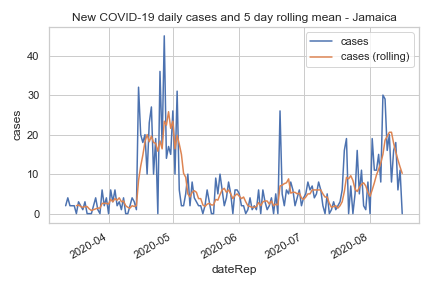 New COVID-19 daily cases and 5 day rolling mean - Jamaica
cases
cases (rolling)
cases
40
30
20
10
0
2020-04
2020-05
2020-06
2020-07
2020-08
dateRep